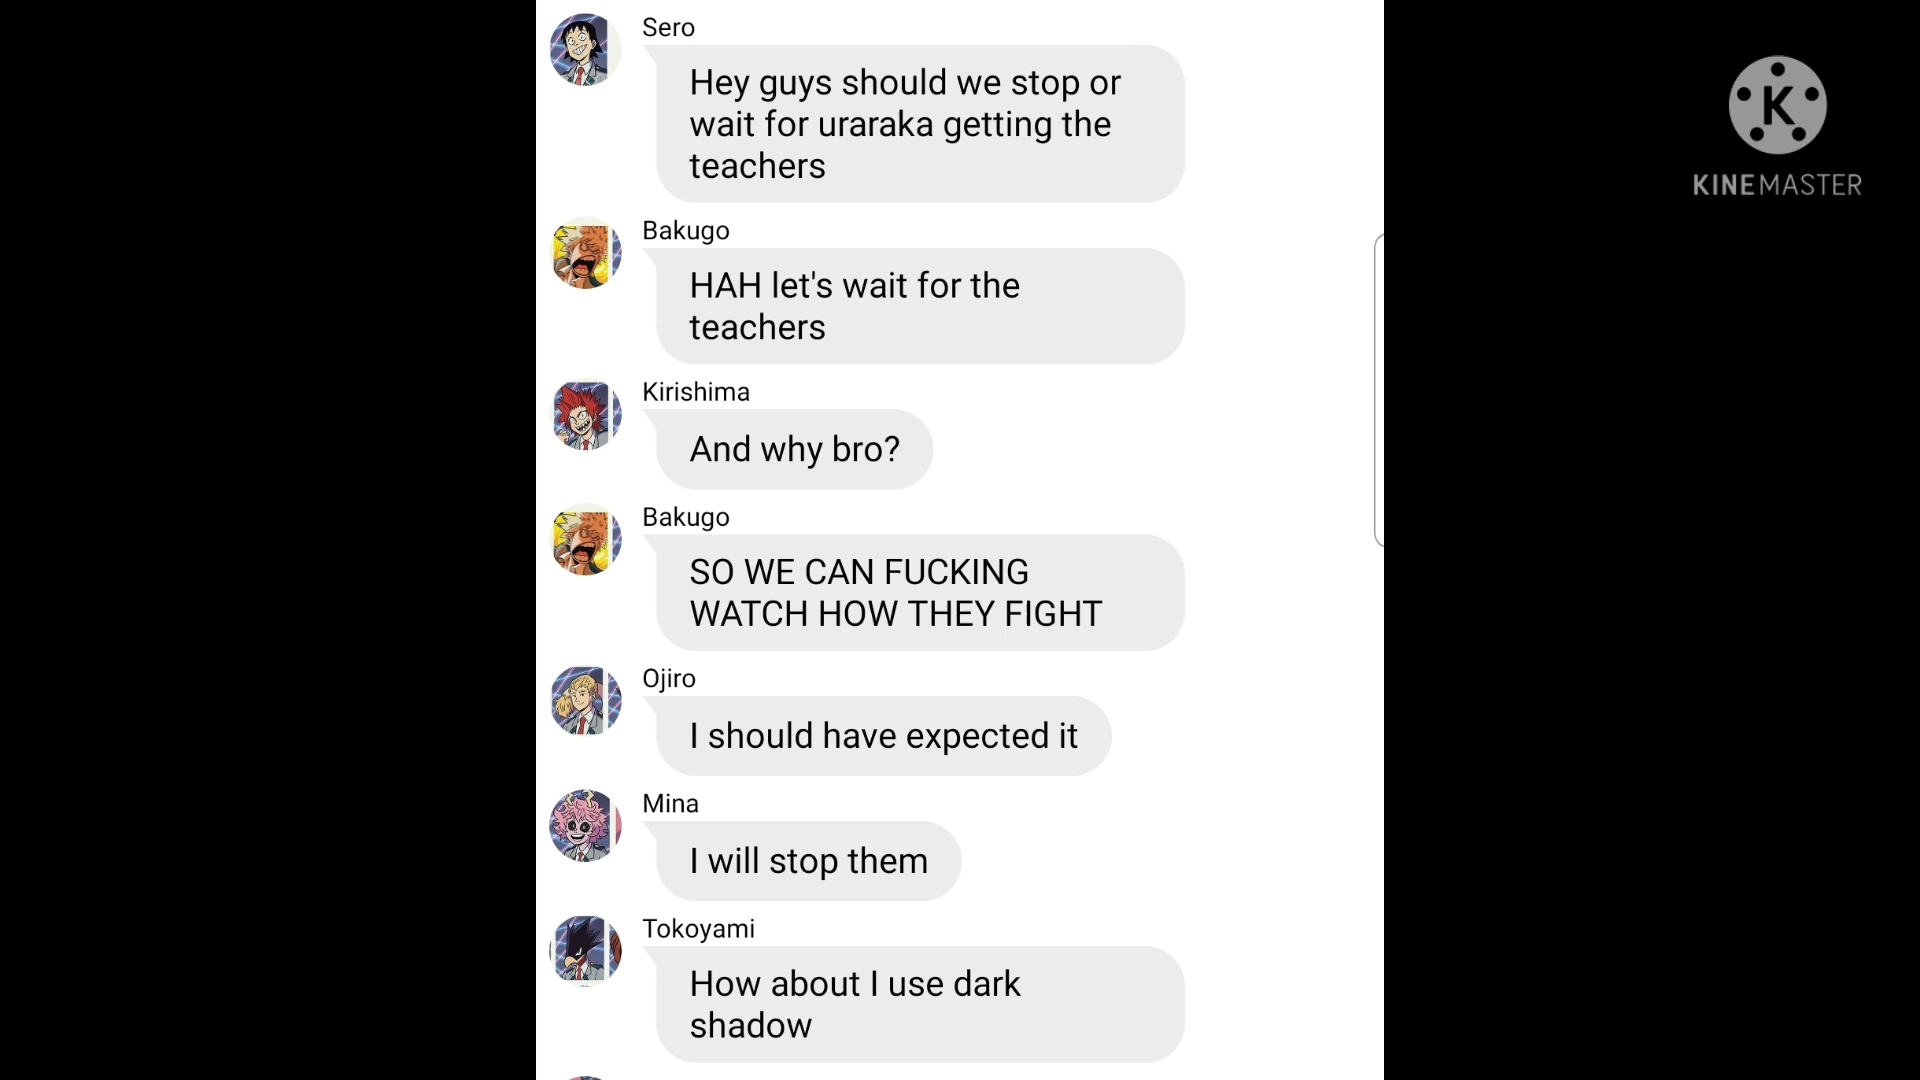 Sero
Hey guys should we stop or
wait for uraraka getting the
teachers
K
KINEMASTER
Bakugo
HAH let's wait for the
teachers
Kirishima
And why bro?
Bakugo
SO WE CAN FUCKING
WATCH HOW THEY FIGHT
Ojiro
I should have expected it
Mina
I will stop them
Tokoyami
How about I use dark
shadow